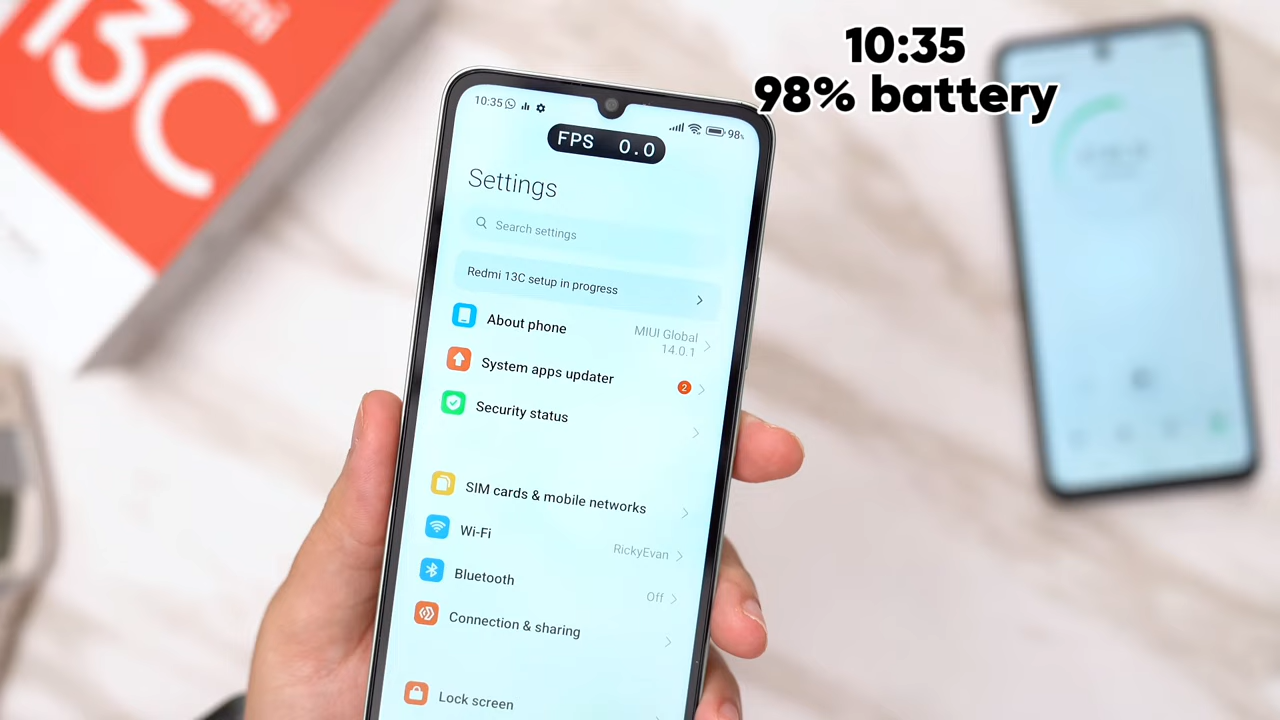 13C
10:35
98% battery
10:35
98%
FPS 0.0
Settings
Search settings
Redmi 13C setup in progress
About phone
MIUI Global
14.0.1
System apps updater
2
Security status
SIM cards & mobile networks
Wi-Fi
RickyEvan
Bluetooth
Off
Connection & sharing
Lock screen